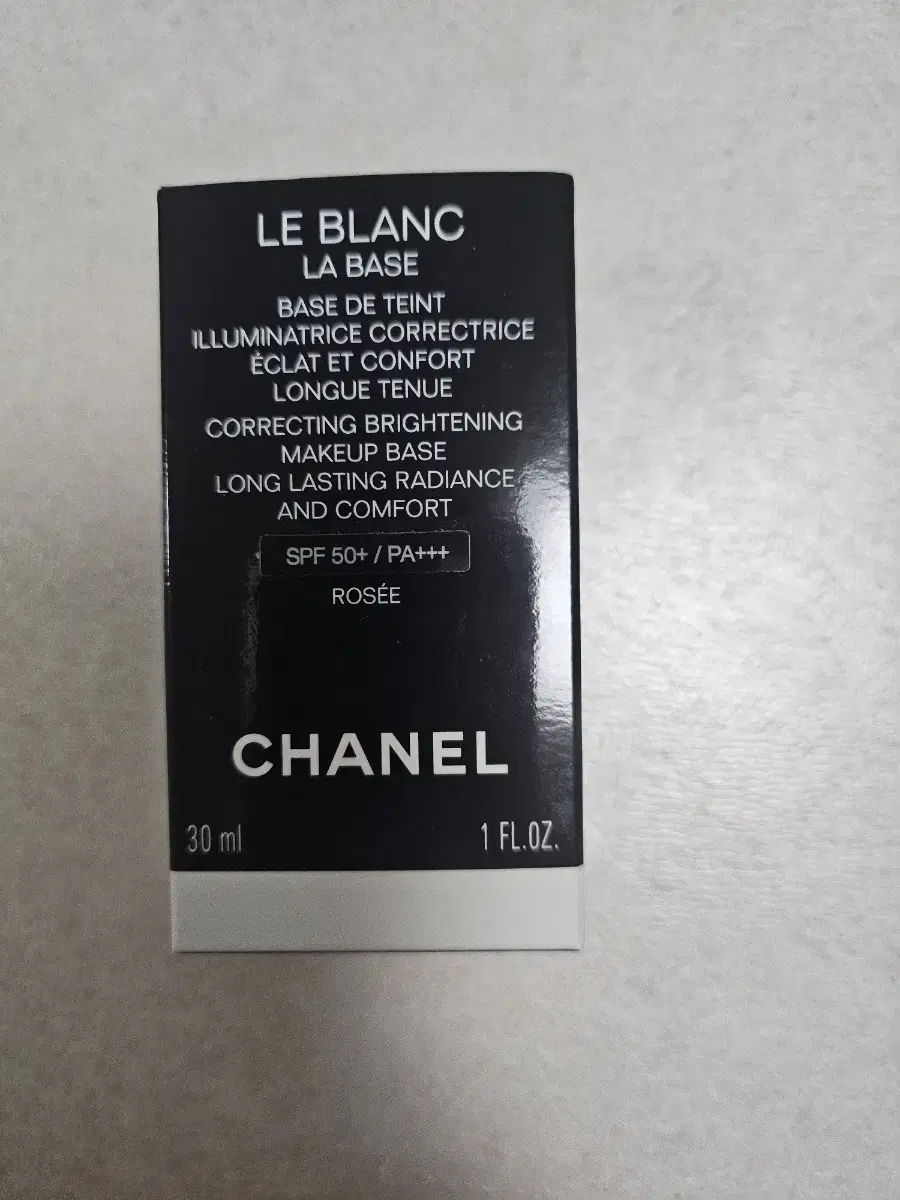 LE BLANC
LA BASE
BASE DE TEINT
ILLUMINATRICE CORRECTRICE
ÉCLAT ET CONFORT
LONGUE TENUE
CORRECTING BRIGHTENING
MAKEUP BASE
LONG LASTING RADIANCE
AND COMFORT
SPF 50+ / PA+++
ROSÉE
CHANEL
30 ml 1 FL.OZ.